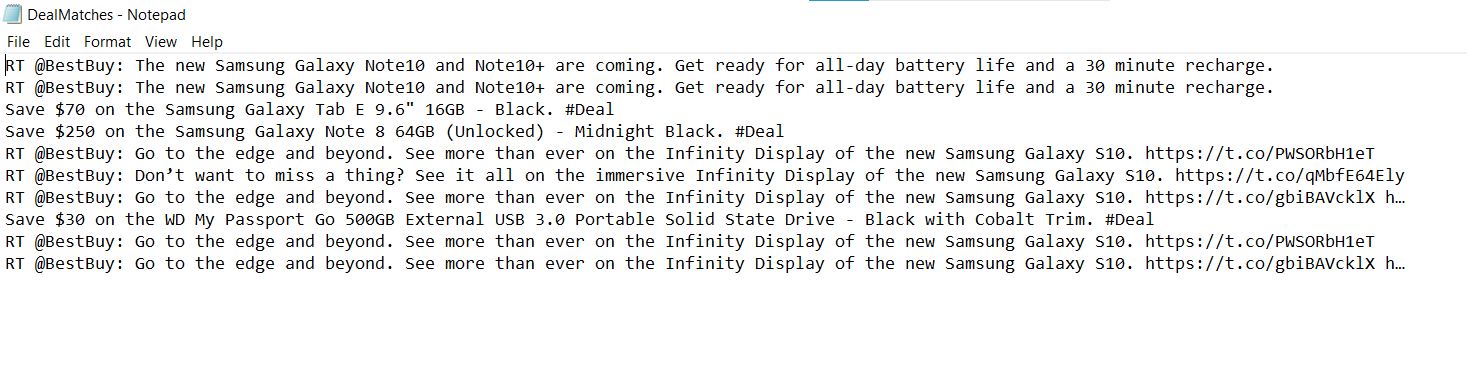 DealMatches - Notepad
File Edit Format View Help
RT @BestBuy: The new Samsung Galaxy Note10 and Note10+ are coming. Get ready for all-day battery life and a 30 minute recharge.
RT @BestBuy: The new Samsung Galaxy Note10 and Note10+ are coming. Get ready for all-day battery life and a 30 minute recharge.
Save $70 on the Samsung Galaxy Tab E 9.6" 16GB - Black. #Deal
Save $250 on the Samsung Galaxy Note 8 64GB (Unlocked) - Midnight Black. #Deal
RT @BestBuy: Go to the edge and beyond. See more than ever on the Infinity Display of the new Samsung Galaxy S10. https://t.co/PWSORbH1eT
RT @BestBuy: Don’t want to miss a thing? See it all on the immersive Infinity Display of the new Samsung Galaxy S10. https://t.co/qMbfE64Ely
RT @BestBuy: Go to the edge and beyond. See more than ever on the Infinity Display of the new Samsung Galaxy S10. https://t.co/gbiBAVcklX h…
Save $30 on the WD My Passport Go 500GB External USB 3.0 Portable Solid State Drive - Black with Cobalt Trim. #Deal
RT @BestBuy: Go to the edge and beyond. See more than ever on the Infinity Display of the new Samsung Galaxy S10. https://t.co/PWSORbH1eT
RT @BestBuy: Go to the edge and beyond. See more than ever on the Infinity Display of the new Samsung Galaxy S10. https://t.co/gbiBAVcklX h…